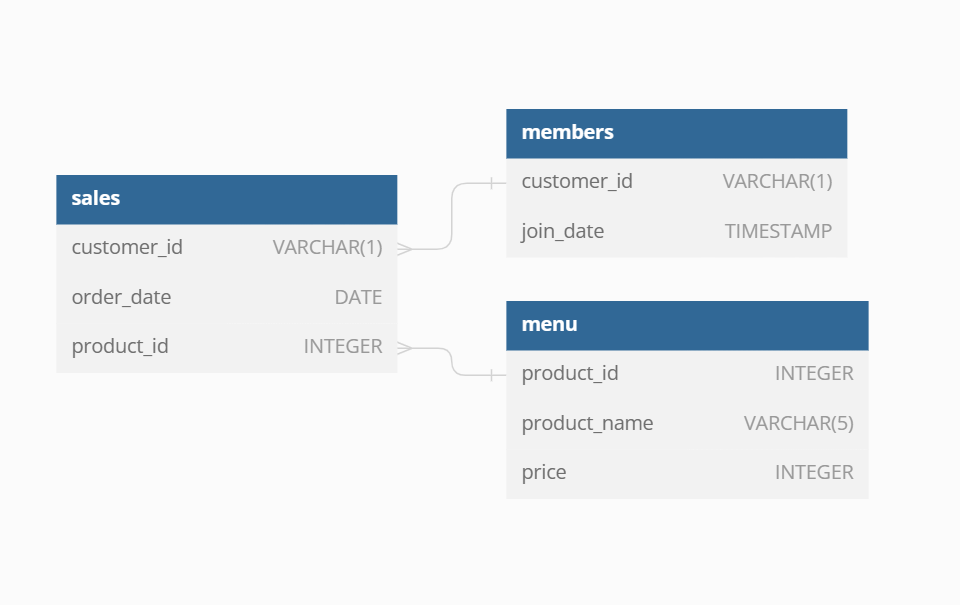 sales
customer_id VARCHAR(1)
order_date DATE
product_id INTEGER
members
customer_id VARCHAR(1)
join_date TIMESTAMP
menu
product_id INTEGER
product_name VARCHAR(5)
price INTEGER